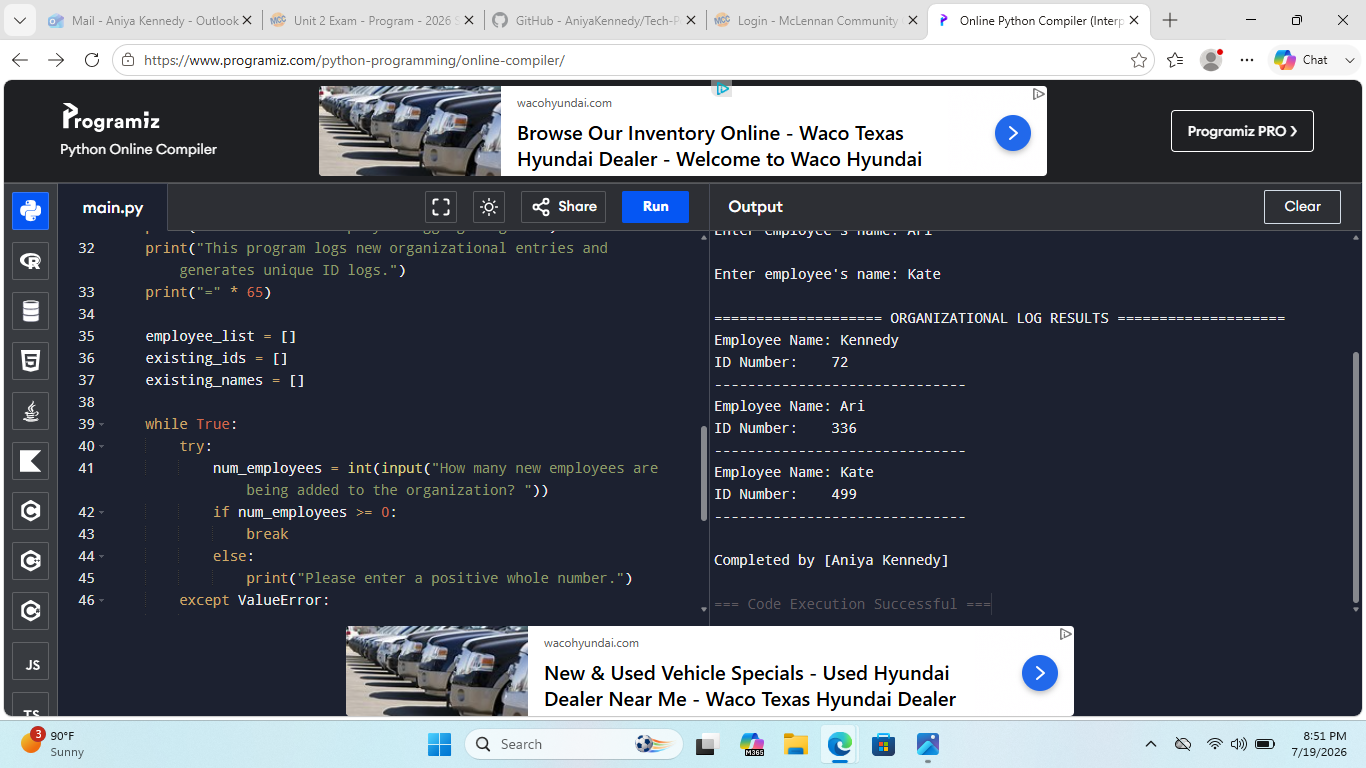 Mail - Aniya Kennedy - Outlook
Unit 2 Exam - Program - 2026 S
GitHub - AniyaKennedy/Tech-P
Login - McLennan Community
Online Python Compiler (Interp
https://www.programiz.com/python-programming/online-compiler/
Chat
Programiz
Python Online Compiler
wacohyundai.com
Browse Our Inventory Online - Waco Texas
Hyundai Dealer - Welcome to Waco Hyundai
Programiz PRO
main.py
Share
Run
Output
Clear
32 print("This program logs new organizational entries and
generates unique ID logs.")
33 print("=" * 65)
34
35 employee_list = []
36 existing_ids = []
37 existing_names = []
38
39 while True:
40 try:
41 num_employees = int(input("How many new employees are
being added to the organization? "))
42 if num_employees >= 0:
43 break
44 else:
45 print("Please enter a positive whole number.")
46 except ValueError:
Enter employee's name: Ari
Enter employee's name: Kate
==================== ORGANIZATIONAL LOG RESULTS ====================
Employee Name: Kennedy
ID Number: 72
------------------------------
Employee Name: Ari
ID Number: 336
------------------------------
Employee Name: Kate
ID Number: 499
------------------------------
Completed by [Aniya Kennedy]
=== Code Execution Successful ===
JS
TS
wacohyundai.com
New & Used Vehicle Specials - Used Hyundai
Dealer Near Me - Waco Texas Hyundai Dealer
3
90°F
Sunny
Search
M365
8:51 PM
7/19/2026